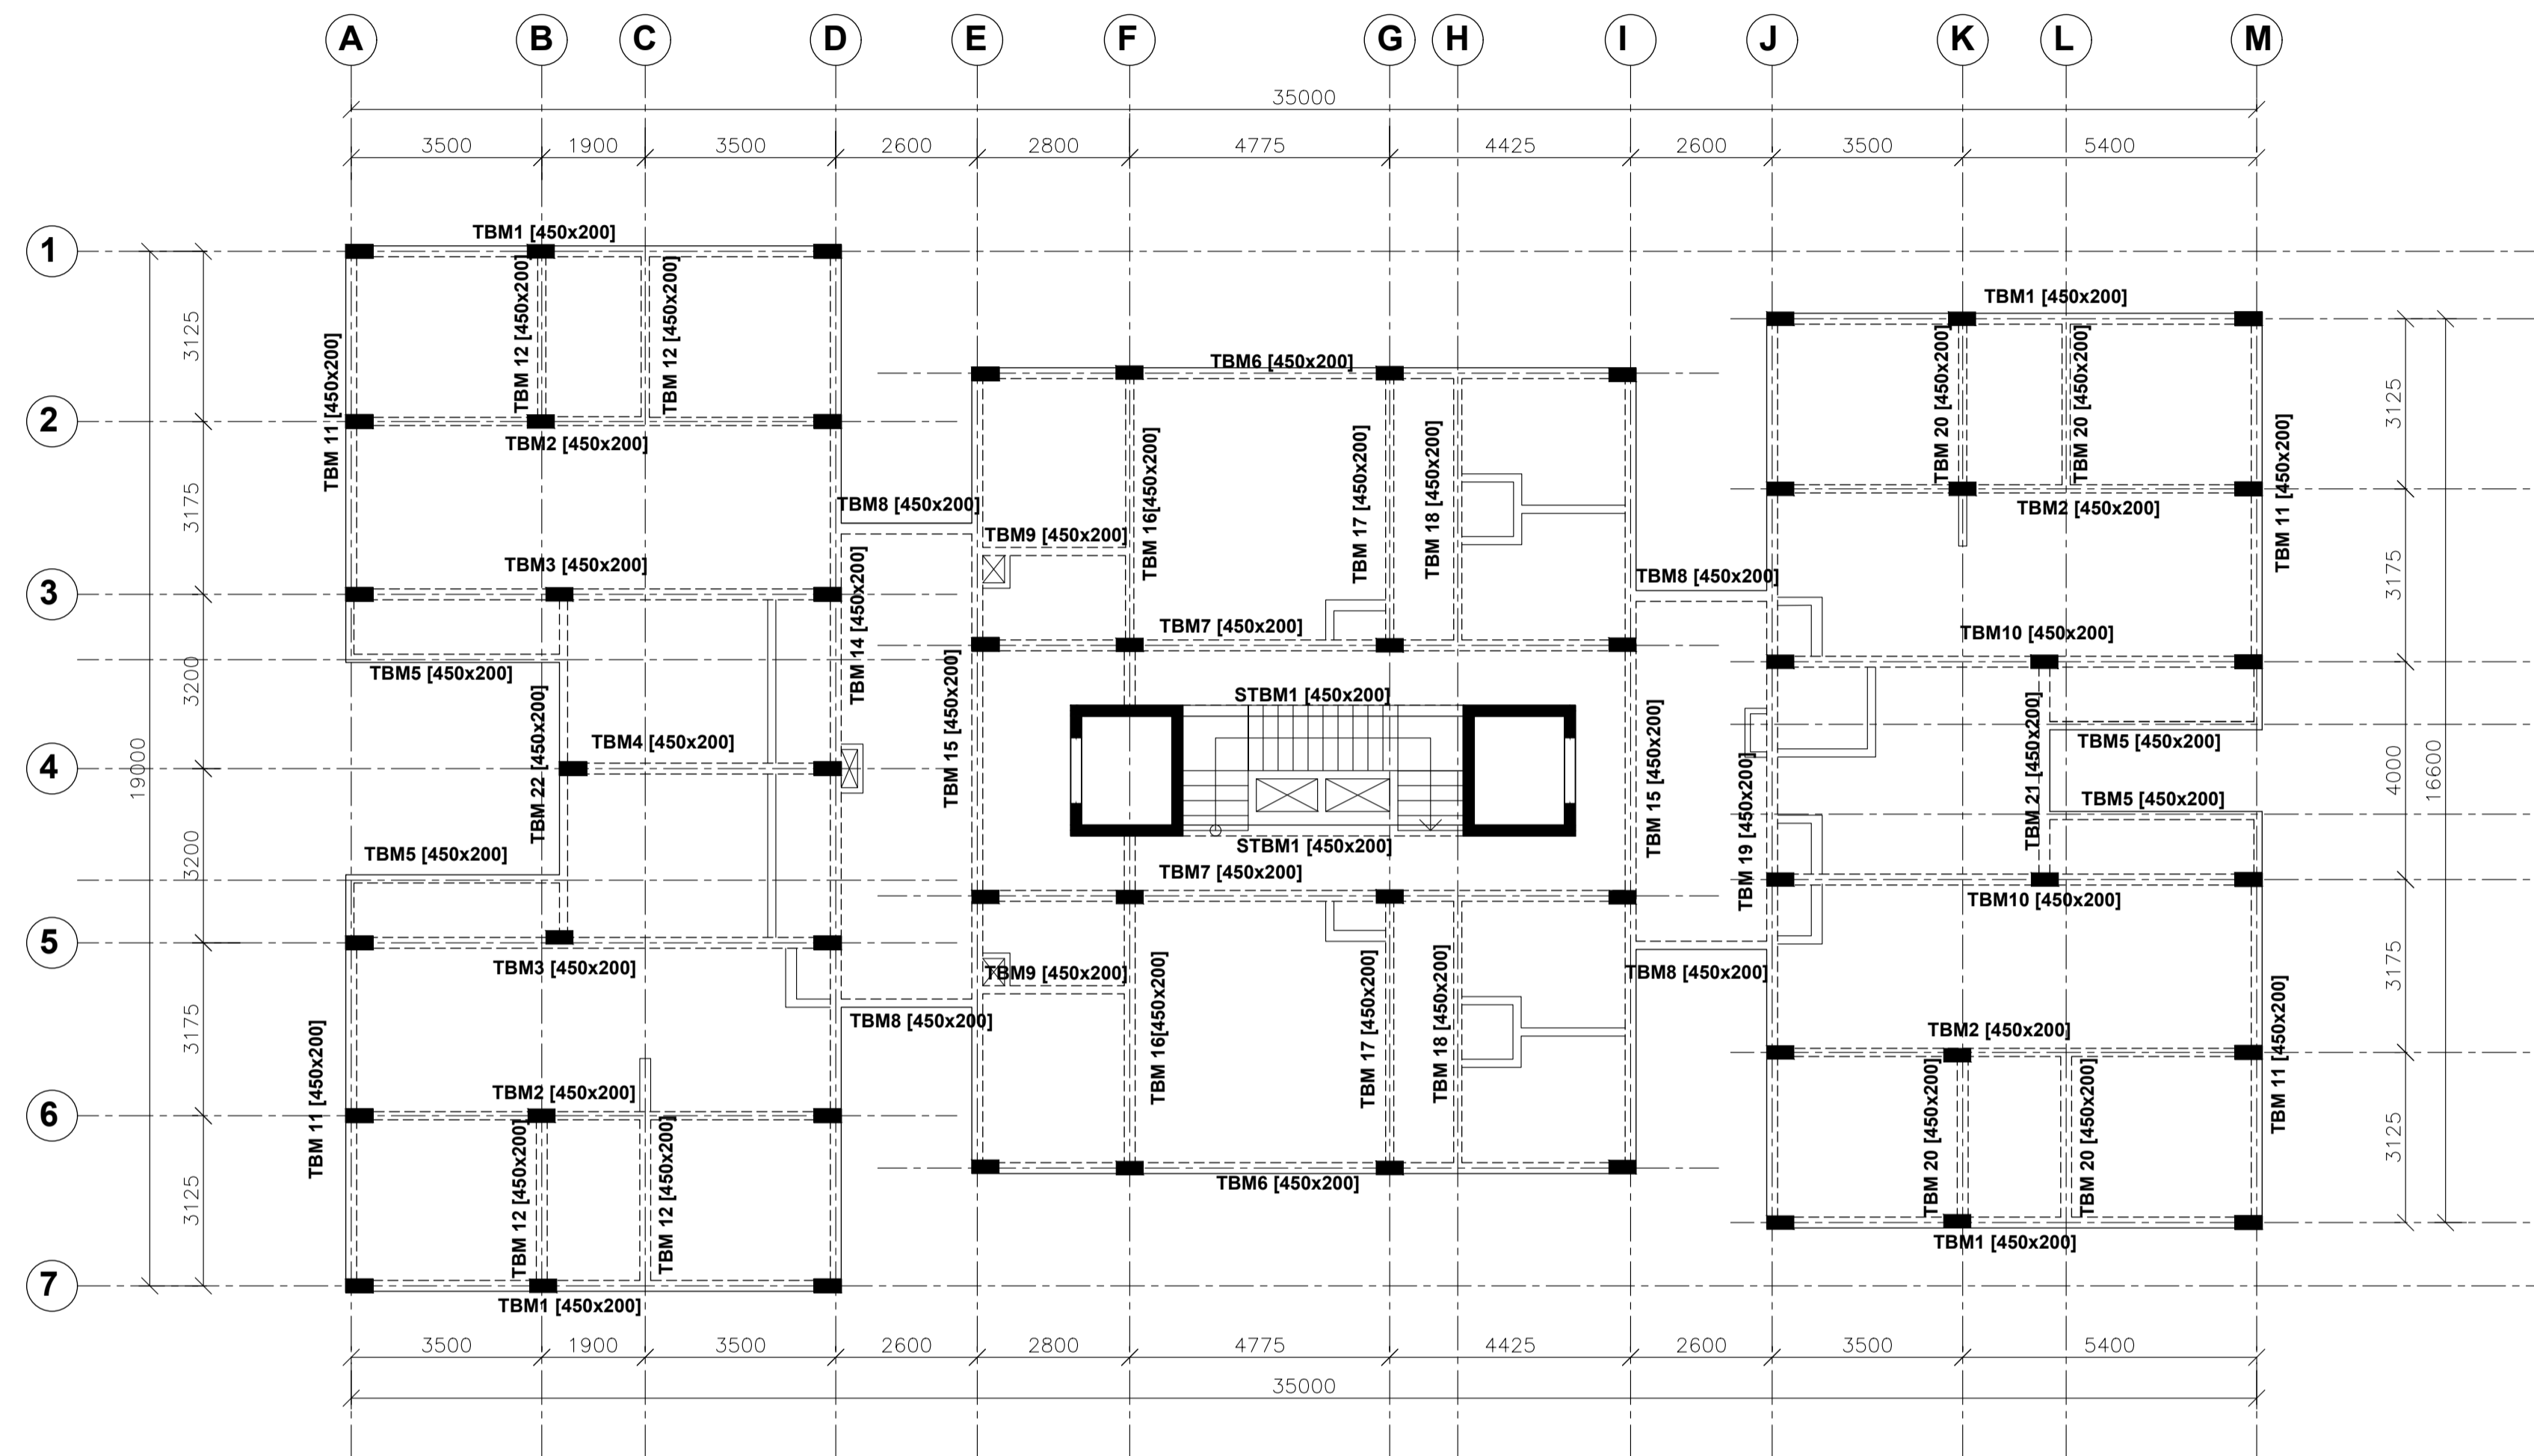 A B C D E F G H I J K L M
35000
3500 1900 3500 2600 2800 4775 4425 2600 3500 5400
1
TBM1 [450x200]
TBM 12 [450x200]
TBM 12 [450x200]
3125
TBM 11 [450x200]
2
TBM2 [450x200]
3175
TBM3 [450x200]
3
TBM5 [450x200]
3200
TBM 22 [450x200]
TBM4 [450x200]
4
19000
TBM5 [450x200]
3200
5
TBM3 [450x200]
3175
TBM 11 [450x200]
TBM2 [450x200]
6
TBM 12 [450x200]
TBM 12 [450x200]
3125
7
TBM1 [450x200]
TBM8 [450x200]
TBM 14 [450x200]
TBM8 [450x200]
TBM6 [450x200]
TBM 16[450x200]
TBM 17 [450x200]
TBM 18 [450x200]
TBM9 [450x200]
TBM7 [450x200]
TBM 15 [450x200]
STBM1 [450x200]
STBM1 [450x200]
TBM 15 [450x200]
TBM7 [450x200]
TBM9 [450x200]
TBM 16[450x200]
TBM 17 [450x200]
TBM 18 [450x200]
TBM6 [450x200]
TBM8 [450x200]
TBM 19 [450x200]
TBM8 [450x200]
TBM1 [450x200]
TBM 20 [450x200]
TBM 20 [450x200]
3125
TBM 11 [450x200]
TBM2 [450x200]
3175
TBM10 [450x200]
TBM5 [450x200]
TBM 21 [450x200]
4000
16600
TBM5 [450x200]
TBM10 [450x200]
3175
TBM 11 [450x200]
TBM2 [450x200]
TBM 20 [450x200]
TBM 20 [450x200]
3125
TBM1 [450x200]
3500 1900 3500 2600 2800 4775 4425 2600 3500 5400
35000